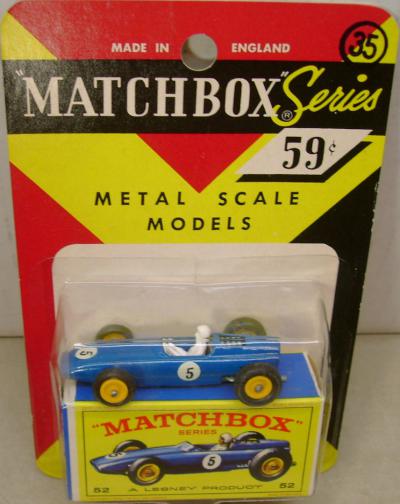 MADE IN ENGLAND
35
"MATCHBOX" Series
®
59¢
METAL SCALE
MODELS
5
5
"MATCHBOX"
SERIES
5
52 A LESNEY PRODUCT 52